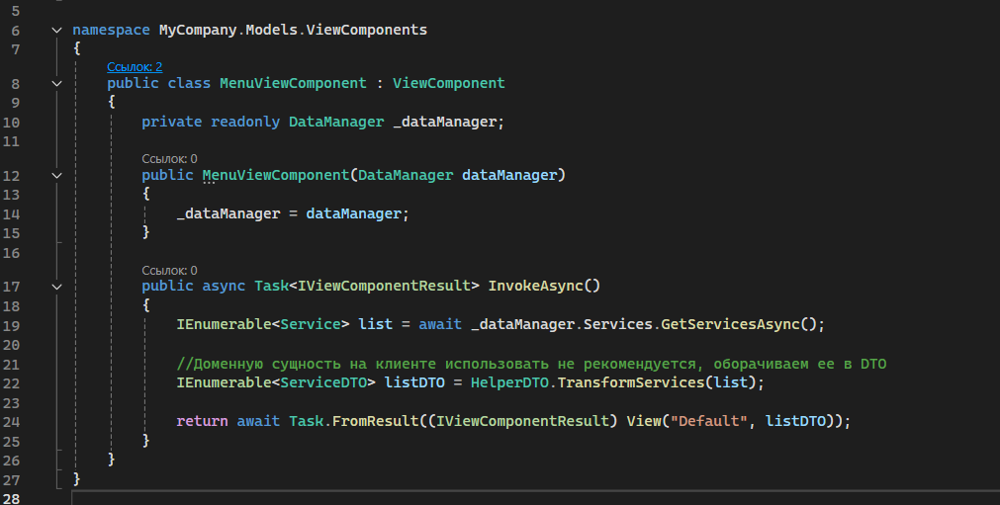 5
6 namespace MyCompany.Models.ViewComponents
7 {
Ссылок: 2
8 public class MenuViewComponent : ViewComponent
9 {
10 private readonly DataManager _dataManager;
11
Ссылок: 0
12 public MenuViewComponent(DataManager dataManager)
13 {
14 _dataManager = dataManager;
15 }
16
Ссылок: 0
17 public async Task<IViewComponentResult> InvokeAsync()
18 {
19 IEnumerable<Service> list = await _dataManager.Services.GetServicesAsync();
20
21 //Доменную сущность на клиенте использовать не рекомендуется, оборачиваем ее в DTO
22 IEnumerable<ServiceDTO> listDTO = HelperDTO.TransformServices(list);
23
24 return await Task.FromResult((IViewComponentResult) View("Default", listDTO));
25 }
26 }
27 }
28